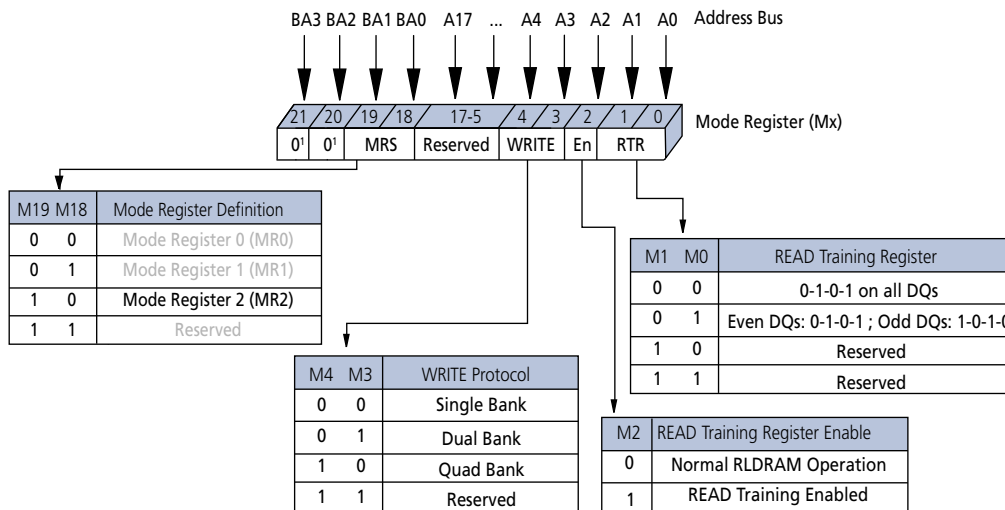 BA3 BA2 BA1 BA0 A17 ... A4 A3 A2 A1 A0 Address Bus
21 20 19 18 17-5 4 3 2 1 0 Mode Register (Mx)
0¹ 0¹ MRS Reserved WRITE En RTR
M19 M18 Mode Register Definition
0 0 Mode Register 0 (MR0)
0 1 Mode Register 1 (MR1)
1 0 Mode Register 2 (MR2)
1 1 Reserved
M1 M0 READ Training Register
0 0 0-1-0-1 on all DQs
0 1 Even DQs: 0-1-0-1 ; Odd DQs: 1-0-1-0
1 0 Reserved
1 1 Reserved
M4 M3 WRITE Protocol
0 0 Single Bank
0 1 Dual Bank
1 0 Quad Bank
1 1 Reserved
M2 READ Training Register Enable
0 Normal RLDRAM Operation
1 READ Training Enabled